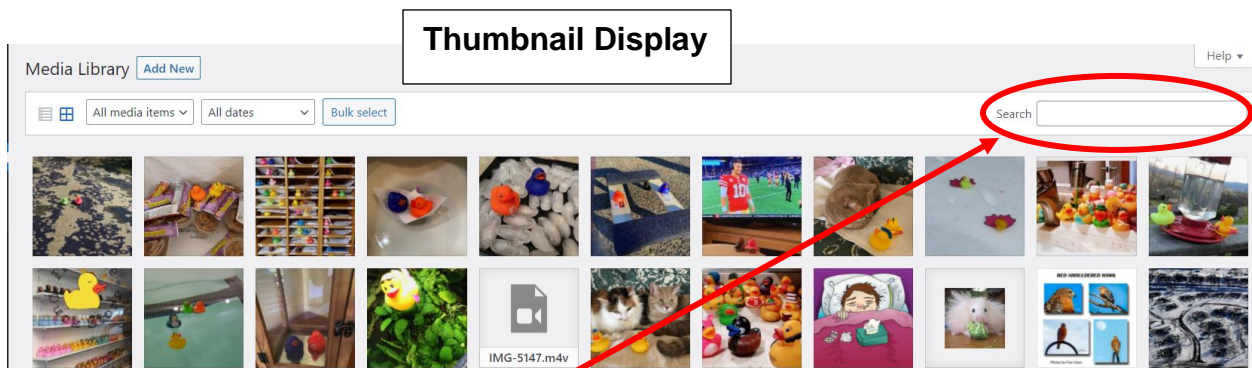 Thumbnail Display
Help
Media Library Add New
All media items All dates Bulk select Search
RED SHOULDERED HAWK
IMG-5147.m4v